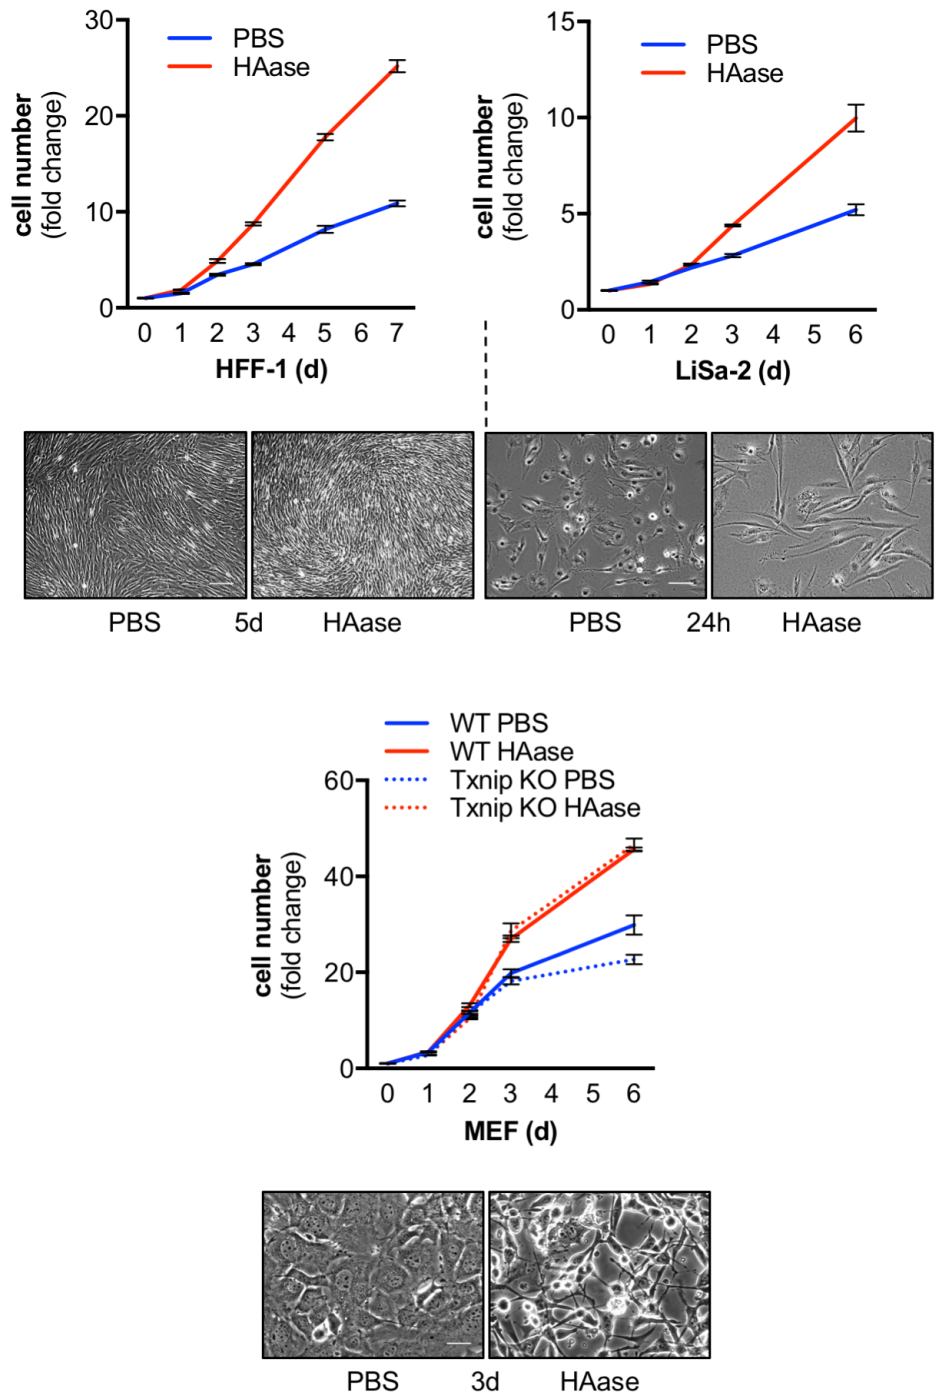 30
20
10
0
cell number
(fold change)
PBS
HAase
0 1 2 3 4 5 6 7
HFF-1 (d)
15
10
5
0
cell number
(fold change)
PBS
HAase
0 1 2 3 4 5 6
LiSa-2 (d)
PBS 5d HAase
PBS 24h HAase
WT PBS
WT HAase
Txnip KO PBS
Txnip KO HAase
60
40
20
0
cell number
(fold change)
0 1 2 3 4 5 6
MEF (d)
PBS 3d HAase